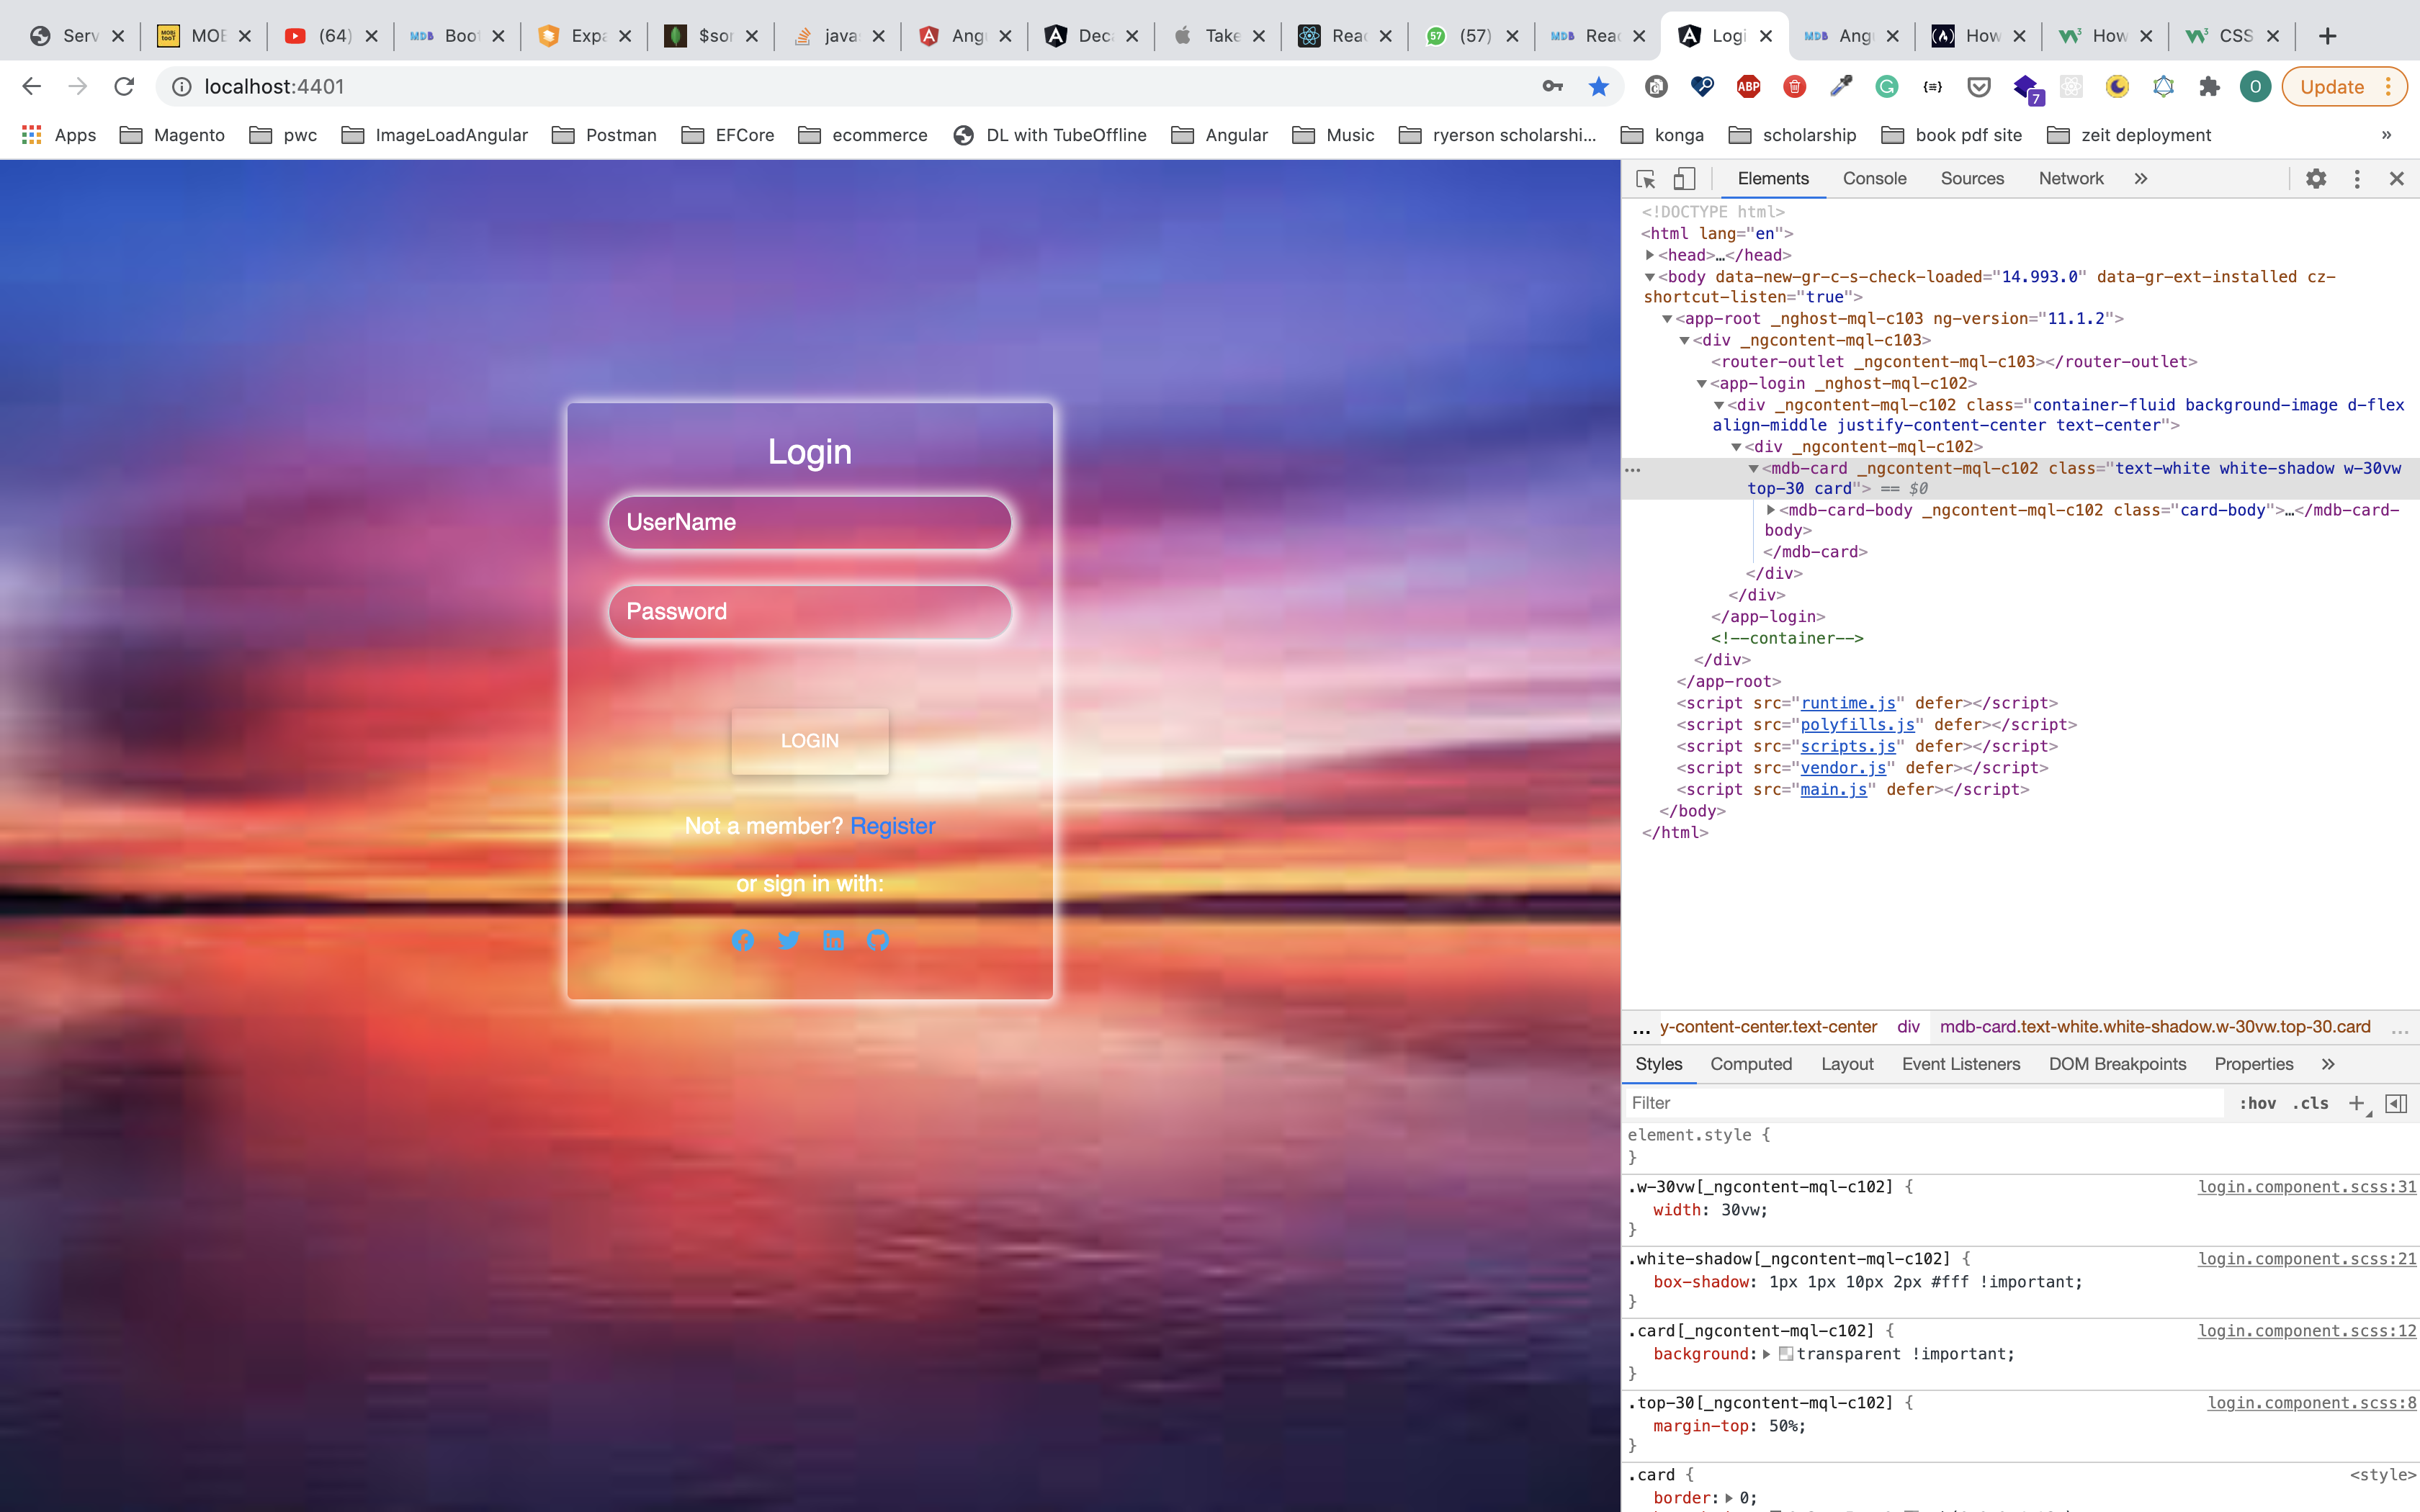 Serv MOB (64) Boo Expa $sor java Ang Dec Take Reac (57) Reac Logi Ang How How CSS
localhost:4401 ABP 7 O Update
Apps Magento pwc ImageLoadAngular Postman EFCore ecommerce DL with TubeOffline Angular Music ryerson scholarshi... konga scholarship book pdf site zeit deployment »
Login
UserName
Password
LOGIN
Not a member? Register
or sign in with:
Elements Console Sources Network »
<!DOCTYPE html>
<html lang="en">
<head>…</head>
<body data-new-gr-c-s-check-loaded="14.993.0" data-gr-ext-installed cz-
shortcut-listen="true">
<app-root _nghost-mql-c103 ng-version="11.1.2">
<div _ngcontent-mql-c103>
<router-outlet _ngcontent-mql-c103></router-outlet>
<app-login _nghost-mql-c102>
<div _ngcontent-mql-c102 class="container-fluid background-image d-flex
align-middle justify-content-center text-center">
<div _ngcontent-mql-c102>
<mdb-card _ngcontent-mql-c102 class="text-white white-shadow w-30vw
top-30 card"> == $0
<mdb-card-body _ngcontent-mql-c102 class="card-body">…</mdb-card-
body>
</mdb-card>
</div>
</div>
</app-login>
<!--container-->
</div>
</app-root>
<script src="runtime.js" defer></script>
<script src="polyfills.js" defer></script>
<script src="scripts.js" defer></script>
<script src="vendor.js" defer></script>
<script src="main.js" defer></script>
</body>
</html>
... y-content-center.text-center div mdb-card.text-white.white-shadow.w-30vw.top-30.card ...
Styles Computed Layout Event Listeners DOM Breakpoints Properties »
Filter :hov .cls +
element.style {
}
.w-30vw[_ngcontent-mql-c102] { login.component.scss:31
width: 30vw;
}
.white-shadow[_ngcontent-mql-c102] { login.component.scss:21
box-shadow: 1px 1px 10px 2px #fff !important;
}
.card[_ngcontent-mql-c102] { login.component.scss:12
background: transparent !important;
}
.top-30[_ngcontent-mql-c102] { login.component.scss:8
margin-top: 50%;
}
.card { <style>
border: 0;